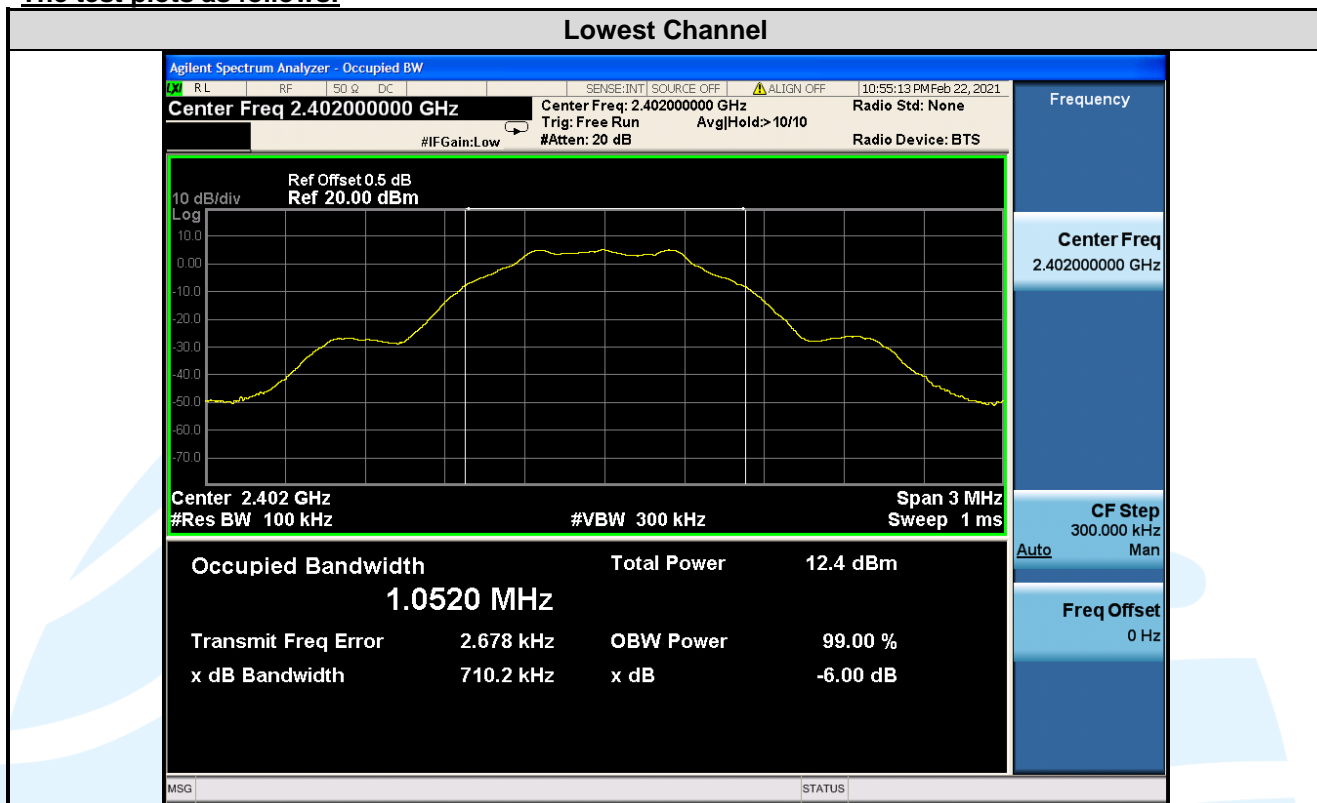 The test plots as follows:
Lowest Channel
Agilent Spectrum Analyzer - Occupied BW
LXI RL RF 50 Ω DC SENSE:INT SOURCE OFF ALIGN OFF 10:55:13 PM Feb 22, 2021
Center Freq 2.402000000 GHz
Center Freq: 2.402000000 GHz Radio Std: None
Trig: Free Run Avg|Hold:> 10/10
#IFGain:Low #Atten: 20 dB Radio Device: BTS
Frequency
Ref Offset 0.5 dB
10 dB/div Ref 20.00 dBm
Log
10.0
0.00
-10.0
-20.0
-30.0
-40.0
-50.0
-60.0
-70.0
Center 2.402 GHz Span 3 MHz
#Res BW 100 kHz #VBW 300 kHz Sweep 1 ms
Center Freq
2.402000000 GHz
CF Step
300.000 kHz
Auto Man
Freq Offset
0 Hz
Occupied Bandwidth Total Power 12.4 dBm
1.0520 MHz
Transmit Freq Error 2.678 kHz OBW Power 99.00 %
x dB Bandwidth 710.2 kHz x dB -6.00 dB
MSG STATUS